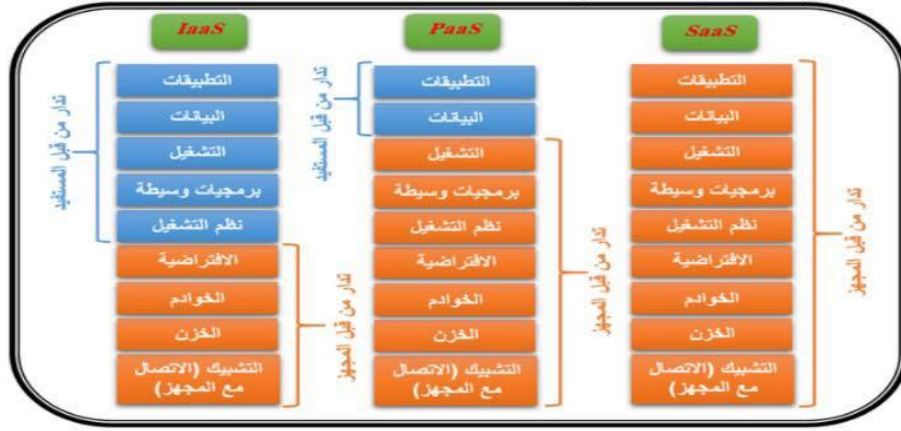 IaaS
تدار من قبل المستفيد
التطبيقات
البيانات
التشغيل
برمجيات وسيطة
نظم التشغيل
الافتراضية
الخوادم
الخزن
التشبيك (الاتصال
مع المجهز)
تدار من قبل المجهز
PaaS
تدار من قبل المستفيد
التطبيقات
البيانات
التشغيل
برمجيات وسيطة
نظم التشغيل
الافتراضية
الخوادم
الخزن
التشبيك (الاتصال
مع المجهز)
تدار من قبل المجهز
SaaS
التطبيقات
البيانات
التشغيل
برمجيات وسيطة
نظم التشغيل
الافتراضية
الخوادم
الخزن
التشبيك (الاتصال
مع المجهز)
تدار من قبل المجهز